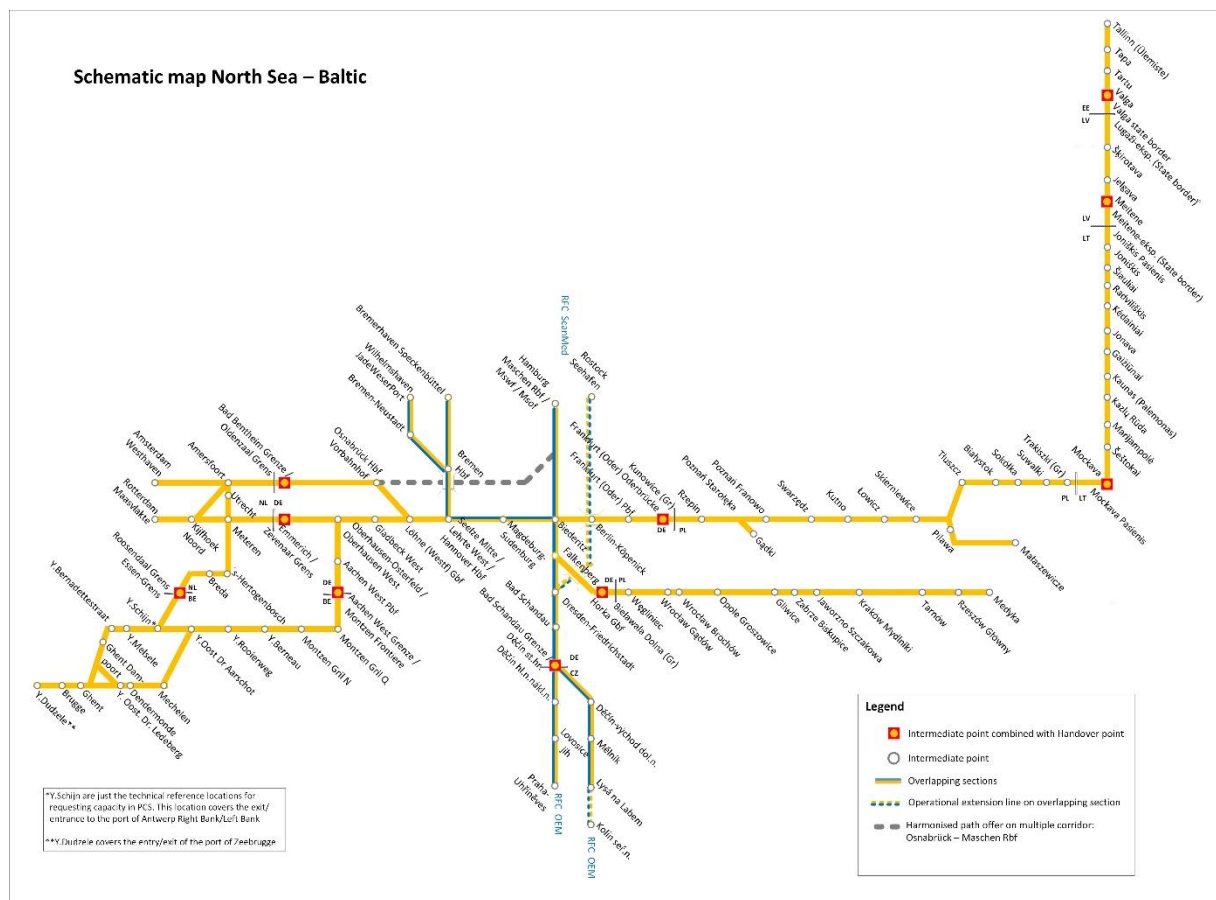 Schematic map North Sea – Baltic
Tallinn (Ülemiste)
Tapa
Tartu
Valga
Valga state border
EE
LV
Lugaži-eksp. (State border)
Šķirotava
Jelgava
Meitene
Meitene-eksp. (State border)
LV
LT
Joniškis Pasienis
Joniškis
Šiauliai
Radviliškis
Kėdainiai
Jonava
Gaižiūnai
Kaunas (Palemonas)
Kazlų Rūda
Marijampolė
Šeštokai
Mockava
Mockava Pasienis
PL
LT
Trakiszki (Gr)
Suwałki
Sokółka
Białystok
Tłuszcz
Pilawa
Małaszewicze
Skierniewice
Łowicz
Kutno
Swarzędz
Poznań Franowo
Gądki
Poznań Starołęka
Rzepin
Kunowice (Gr)
DE
PL
Frankfurt (Oder) Oderbrücke
Frankfurt (Oder) Pbf
Berlin-Köpenick
RFC ScanMed
Rostock
Seehafen
Hamburg
Maschen Rbf /
Mswf / Msof
Bremerhaven Speckenbüttel
Wilhelmshaven
JadeWeserPort
Bremen-Neustadt
Bremen
Hbf
Osnabrück Hbf
Vorbahnhof
Bad Bentheim Grenze /
Oldenzaal Grens
NL DE
Amersfoort
Amsterdam
Westhaven
Rotterdam
Maasvlakte
Kijfhoek
Noord
Utrecht
Meteren
Emmerich /
Zevenaar Grens
Oberhausen-Osterfeld /
Oberhausen West
Gladbeck West
Löhne (Westf) Gbf
Seelze Mitte /
Lehrte West /
Hannover Hbf
Magdeburg-
Sudenburg
Biederitz
Falkenberg
DE PL
Horka Gbf
Bielawa Dolna (Gr)
Węgliniec
Wrocław Gądów
Wrocław Brochów
Opole Groszowice
Gliwice
Zabrze Biskupice
Jaworzno Szczakowa
Kraków Mydlniki
Tarnów
Rzeszów Główny
Medyka
Roosendaal Grens
Essen-Grens
NL
BE
Breda
's-Hertogenbosch
Aachen West Pbf
DE
BE
Aachen West Grenze /
Montzen Frontiere
Montzen Gril Q
Montzen Gril N
Y.Berneau
Y.Rooierweg
Y.Oost Dr Aarschot
Y.Schijn*
Y.Melsele
Y.Bernadettestraat
Ghent Dam-
poort
Mechelen
Dendermonde
Y. Oost. Dr. Ledeberg
Ghent
Brugge
Y.Dudzele**
Dresden-Friedrichstadt
Bad Schandau
Bad Schandau Grenze /
Děčín st.hr.
DE
CZ
Děčín hl.n.nákl.n.
Děčín-východ dol.n.
Lovosice
jih
Mělník
Praha-
Uhříněves
Lysá na Labem
Kolín seř.n.
RFC OEM
RFC OEM
Legend
Intermediate point combined with Handover point
Intermediate point
Overlapping sections
Operational extension line on overlapping section
Harmonised path offer on multiple corridor:
Osnabrück – Maschen Rbf
*Y.Schijn are just the technical reference locations for
requesting capacity in PCS. This location covers the exit/
entrance to the port of Antwerp Right Bank/Left Bank
**Y.Dudzele covers the entry/exit of the port of Zeebrugge